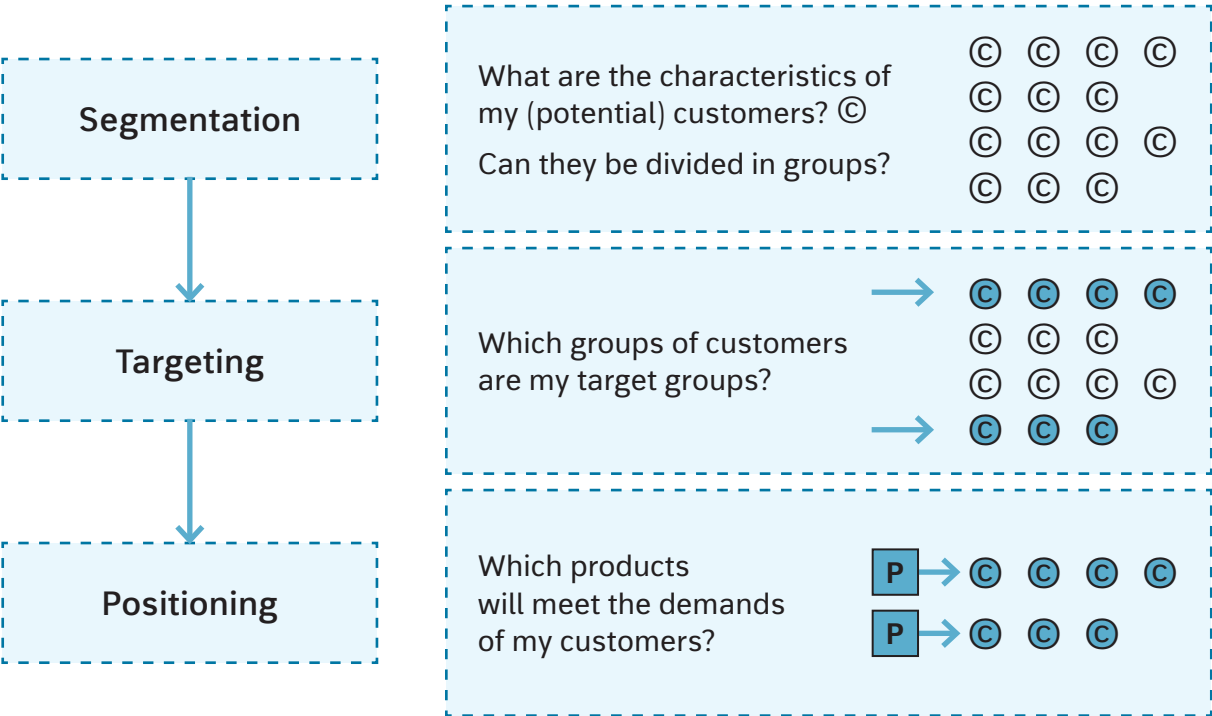 Segmentation
What are the characteristics of
my (potential) customers? ©
Can they be divided in groups?
© © © ©
© © ©
© © © ©
© © ©
Targeting
Which groups of customers
are my target groups?
© © © ©
© © ©
© © © ©
© © ©
Positioning
Which products
will meet the demands
of my customers?
P © © © ©
P © © ©